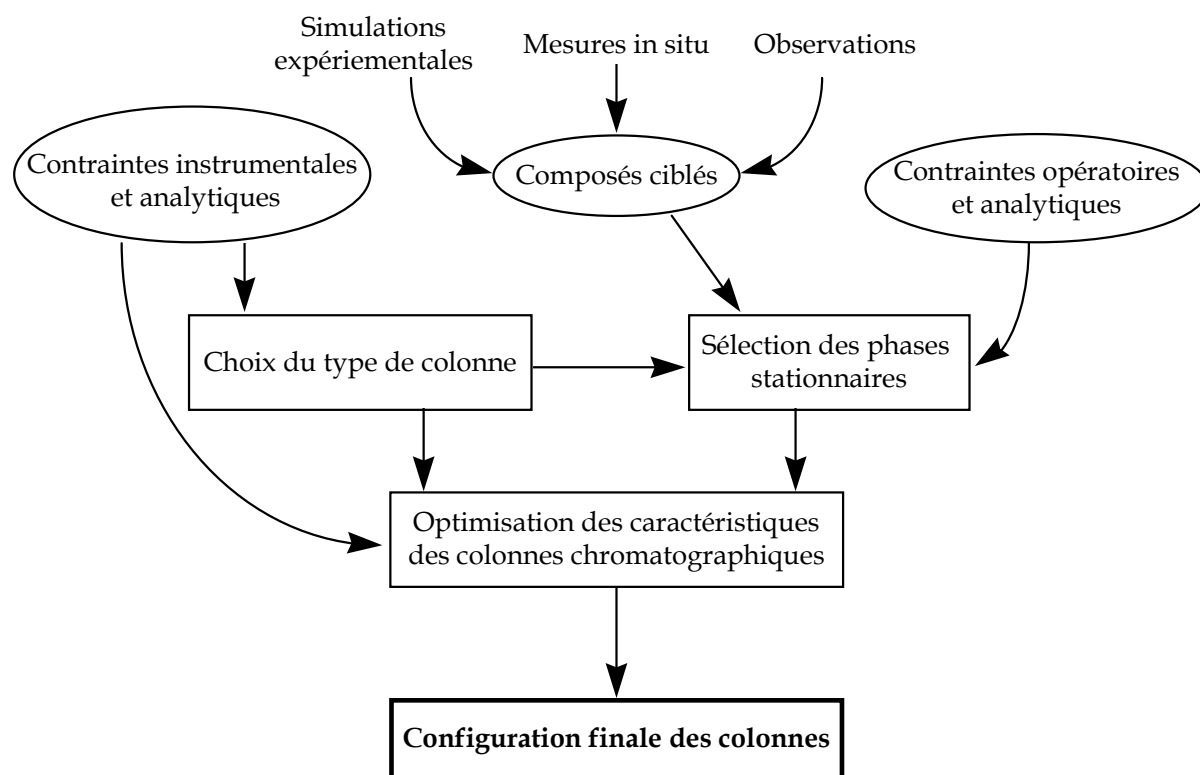 Simulations
expériementales
Mesures in situ
Observations
Contraintes instrumentales
et analytiques
Composés ciblés
Contraintes opératoires
et analytiques
Choix du type de colonne
Sélection des phases
stationnaires
Optimisation des caractéristiques
des colonnes chromatographiques
Configuration finale des colonnes